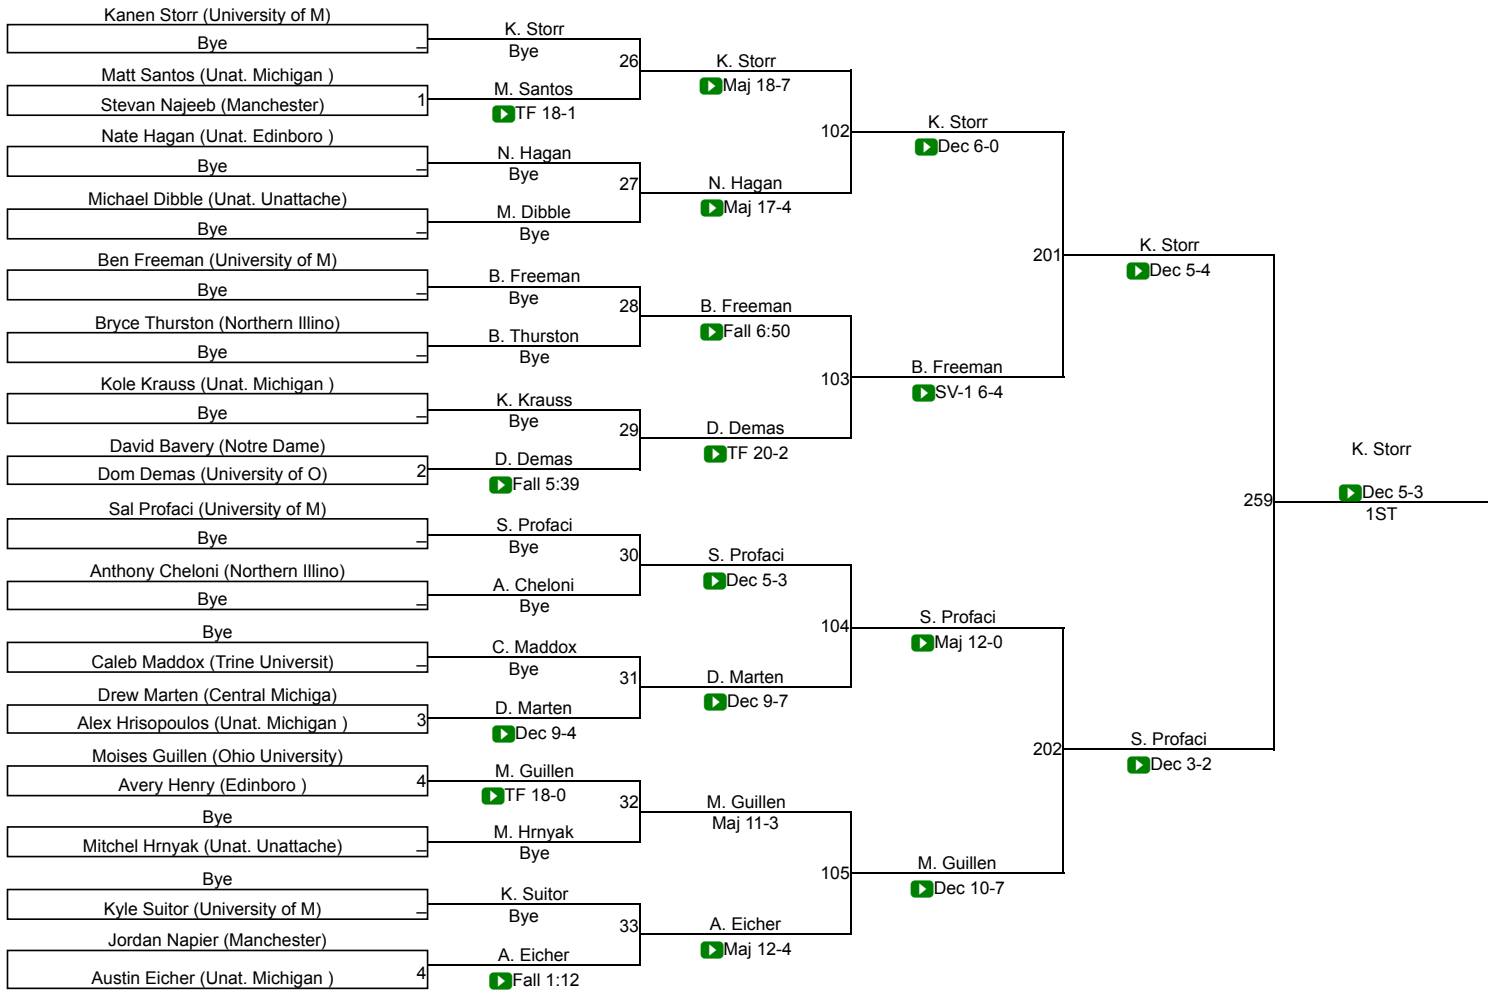 Kanen Storr (University of M)
Bye _
Matt Santos (Unat. Michigan )
Stevan Najeeb (Manchester) 1
Nate Hagan (Unat. Edinboro )
Bye _
Michael Dibble (Unat. Unattache)
Bye _
Ben Freeman (University of M)
Bye _
Bryce Thurston (Northern Illino)
Bye _
Kole Krauss (Unat. Michigan )
Bye _
David Bavery (Notre Dame)
Dom Demas (University of O) 2
Sal Profaci (University of M)
Bye _
Anthony Cheloni (Northern Illino)
Bye _
Bye
Caleb Maddox (Trine Universit) _
Drew Marten (Central Michiga)
Alex Hrisopoulos (Unat. Michigan ) 3
Moises Guillen (Ohio University)
Avery Henry (Edinboro ) 4
Bye
Mitchel Hrnyak (Unat. Unattache) _
Bye
Kyle Suitor (University of M) _
Jordan Napier (Manchester)
Austin Eicher (Unat. Michigan ) 4
K. Storr
Bye
26
M. Santos
TF 18-1
N. Hagan
Bye
27
M. Dibble
Bye
B. Freeman
Bye
28
B. Thurston
Bye
K. Krauss
Bye
29
D. Demas
Fall 5:39
S. Profaci
Bye
30
A. Cheloni
Bye
C. Maddox
Bye
31
D. Marten
Dec 9-4
M. Guillen
TF 18-0
32
M. Hrnyak
Bye
K. Suitor
Bye
33
A. Eicher
Fall 1:12
K. Storr
Maj 18-7
102
N. Hagan
Maj 17-4
B. Freeman
Fall 6:50
103
D. Demas
TF 20-2
S. Profaci
Dec 5-3
104
D. Marten
Dec 9-7
M. Guillen
Maj 11-3
105
A. Eicher
Maj 12-4
K. Storr
Dec 6-0
201
B. Freeman
SV-1 6-4
S. Profaci
Maj 12-0
202
M. Guillen
Dec 10-7
K. Storr
Dec 5-4
259
S. Profaci
Dec 3-2
K. Storr
Dec 5-3
1ST